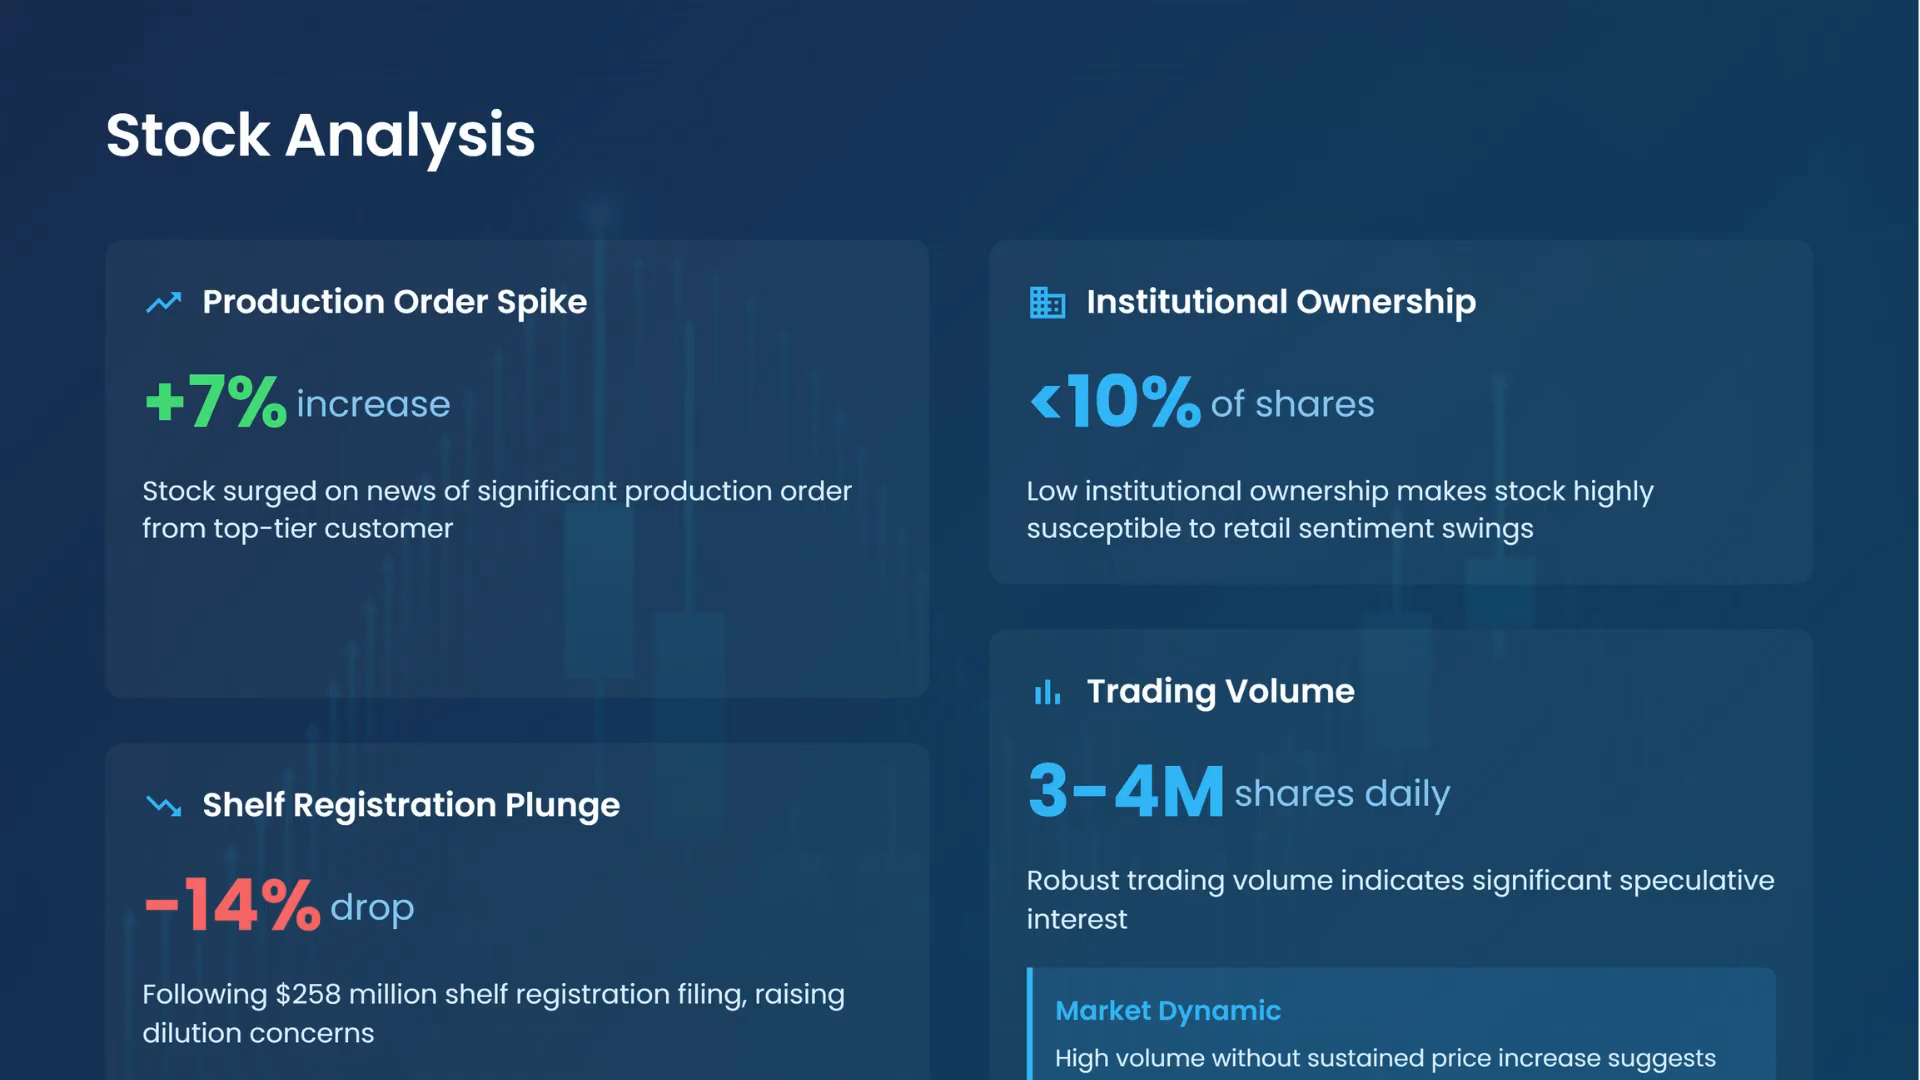 Stock Analysis
Production Order Spike
+7% increase
Stock surged on news of significant production order
from top-tier customer
Shelf Registration Plunge
-14% drop
Following $258 million shelf registration filing, raising
dilution concerns
Institutional Ownership
<10% of shares
Low institutional ownership makes stock highly
susceptible to retail sentiment swings
Trading Volume
3-4M shares daily
Robust trading volume indicates significant speculative
interest
Market Dynamic
High volume without sustained price increase suggests